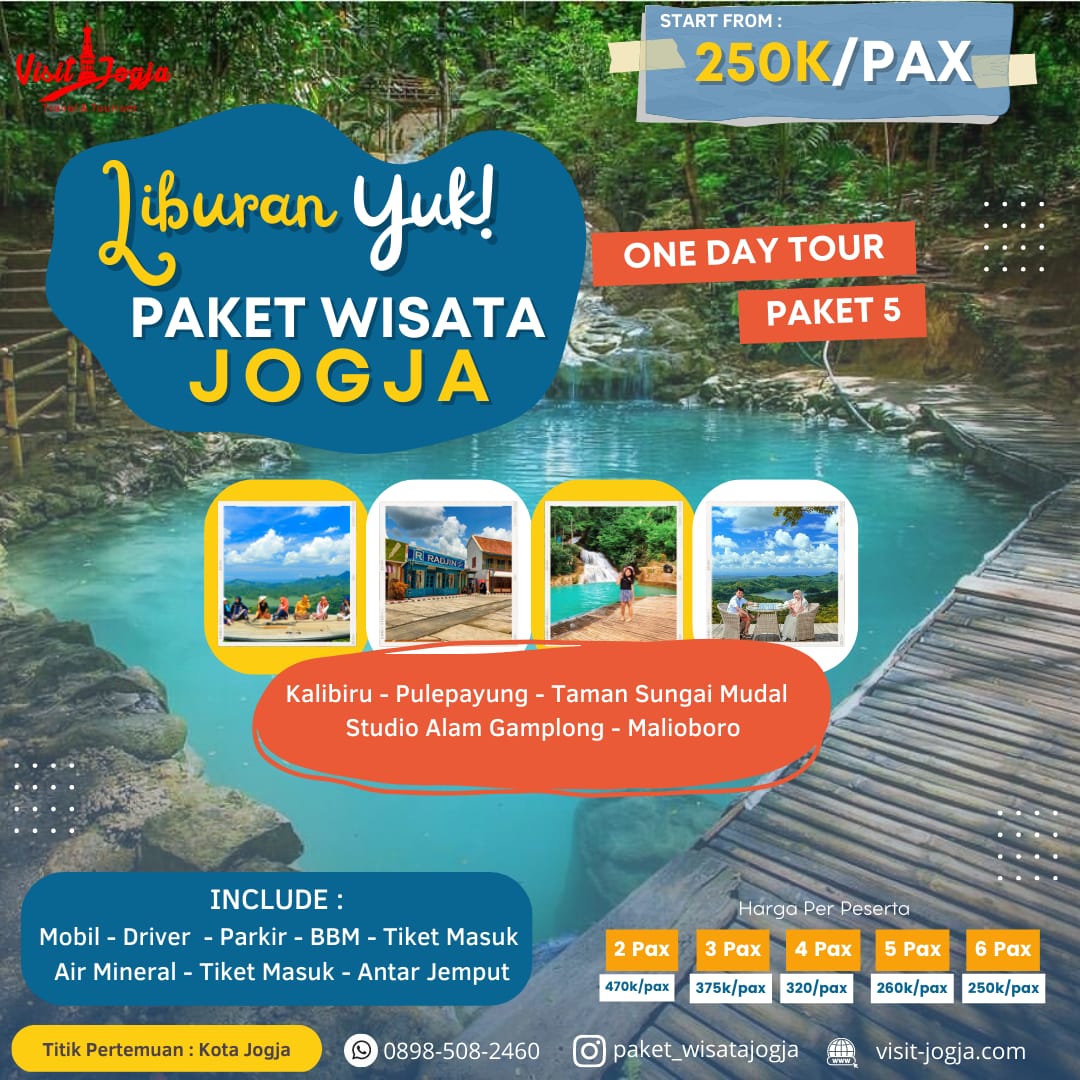 Visit Jogja
START FROM :
250K/PAX
Liburan Yuk!
PAKET WISATA
JOGJA
ONE DAY TOUR
PAKET 5
R RADJIN
Kalibiru - Pulepayung - Taman Sungai Mudal
Studio Alam Gamplong - Malioboro
INCLUDE :
Mobil - Driver - Parkir - BBM - Tiket Masuk
Air Mineral - Tiket Masuk - Antar Jemput
Harga Per Peserta
2 Pax 3 Pax 4 Pax 5 Pax 6 Pax
470k/pax 375k/pax 320/pax 260k/pax 250k/pax
Titik Pertemuan : Kota Jogja
0898-508-2460
paket_wisatajogja
WWW
visit-jogja.com